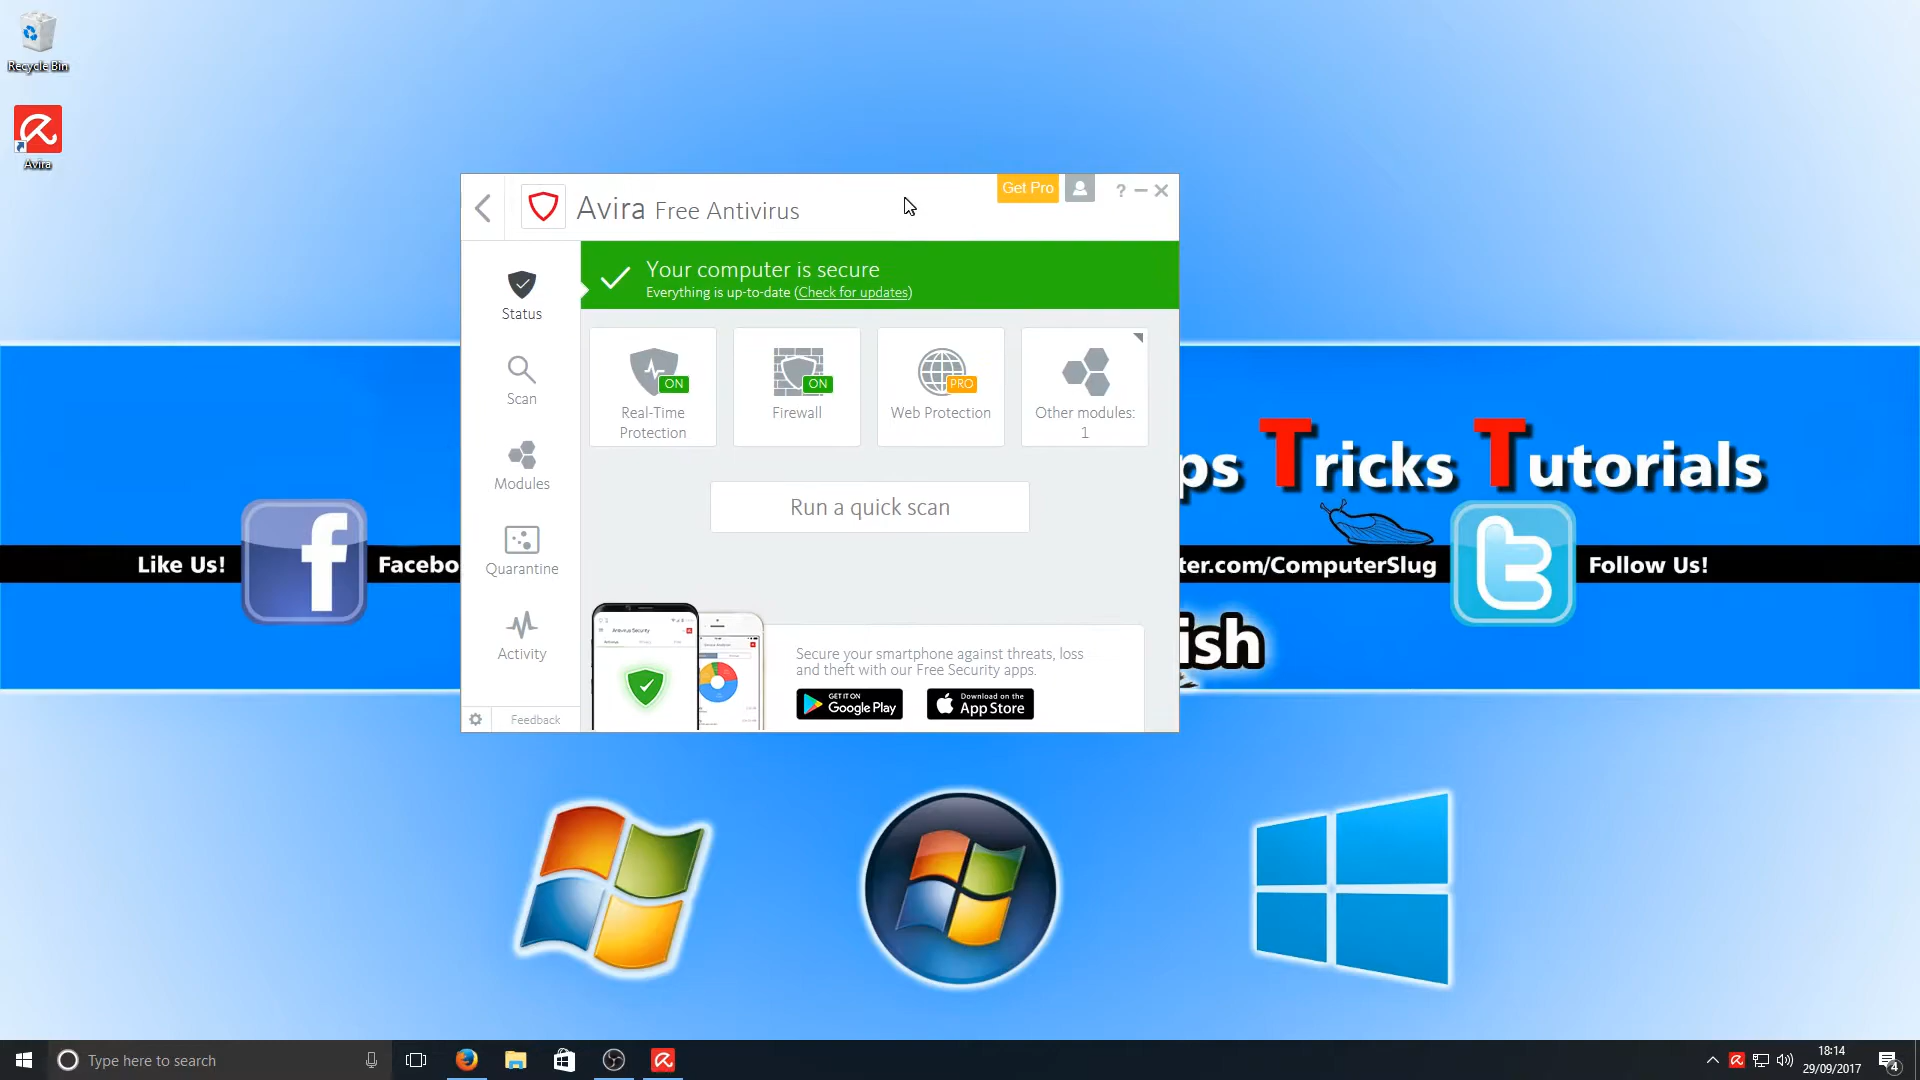 Recycle Bin
Avira
Avira Free Antivirus
Get Pro
?
Your computer is secure
Everything is up-to-date (Check for updates)
Status
Scan
Modules
Quarantine
Activity
Feedback
ON
Real-Time
Protection
ON
Firewall
PRO
Web Protection
Other modules:
1
Run a quick scan
Antivirus Security
Secure your smartphone against threats, loss
and theft with our Free Security apps.
GET IT ON
Google Play
Download on the
App Store
ps Tricks Tutorials
Like Us!
f
Facebo
ter.com/ComputerSlug
t
Follow Us!
ish
Type here to search
18:14
29/09/2017
4